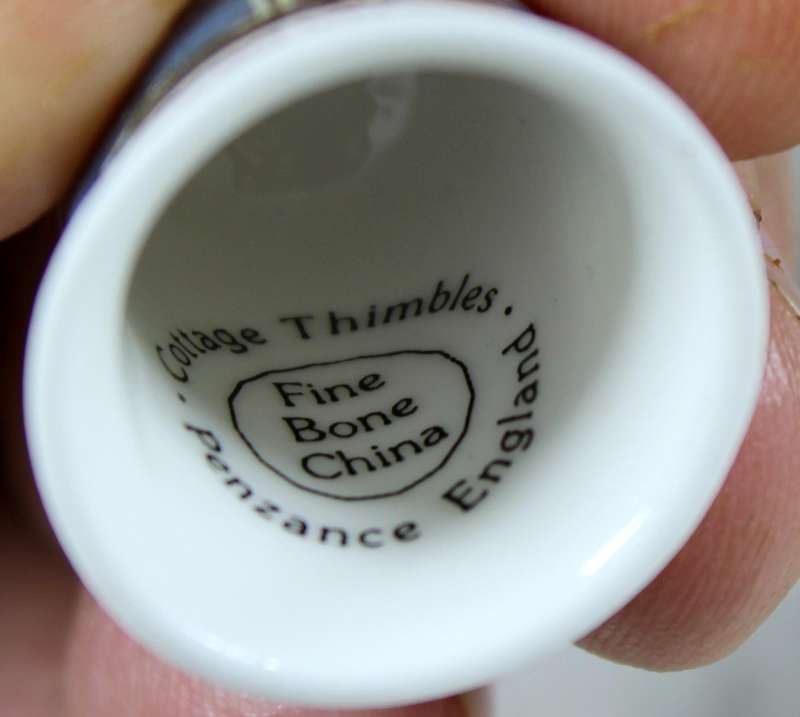 Cottage Thimbles.
Fine
Bone
China
. Penzance England